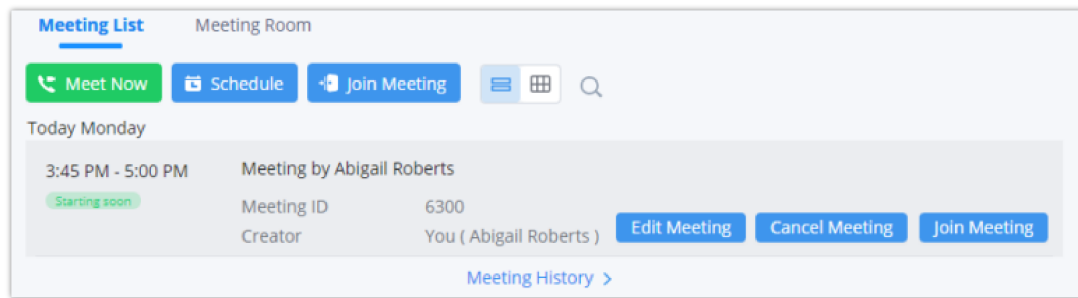 Meeting List Meeting Room
Meet Now Schedule Join Meeting
Today Monday
3:45 PM - 5:00 PM Meeting by Abigail Roberts
Starting soon Meeting ID 6300
Creator You ( Abigail Roberts ) Edit Meeting Cancel Meeting Join Meeting
Meeting History >